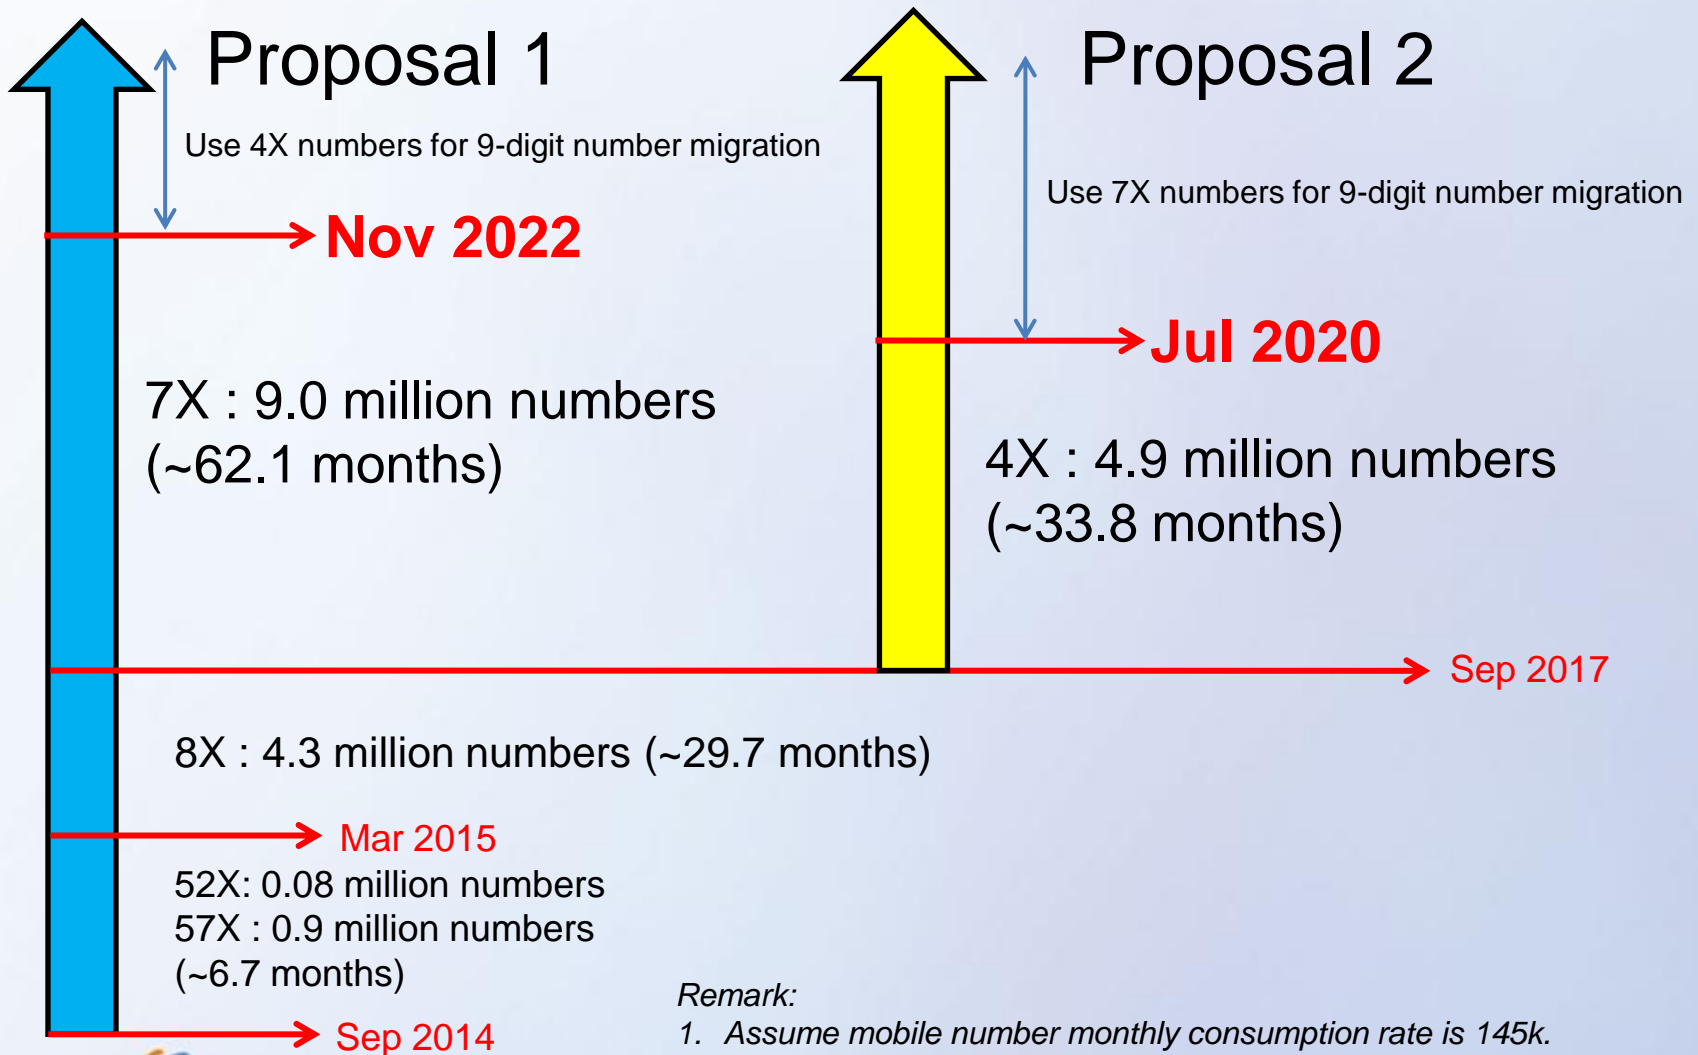 Proposal 1
Use 4X numbers for 9-digit number migration
Nov 2022
7X : 9.0 million numbers
(~62.1 months)
Proposal 2
Use 7X numbers for 9-digit number migration
Jul 2020
4X : 4.9 million numbers
(~33.8 months)
Sep 2017
8X : 4.3 million numbers (~29.7 months)
Mar 2015
52X: 0.08 million numbers
57X : 0.9 million numbers
(~6.7 months)
Sep 2014
Remark:
1. Assume mobile number monthly consumption rate is 145k.